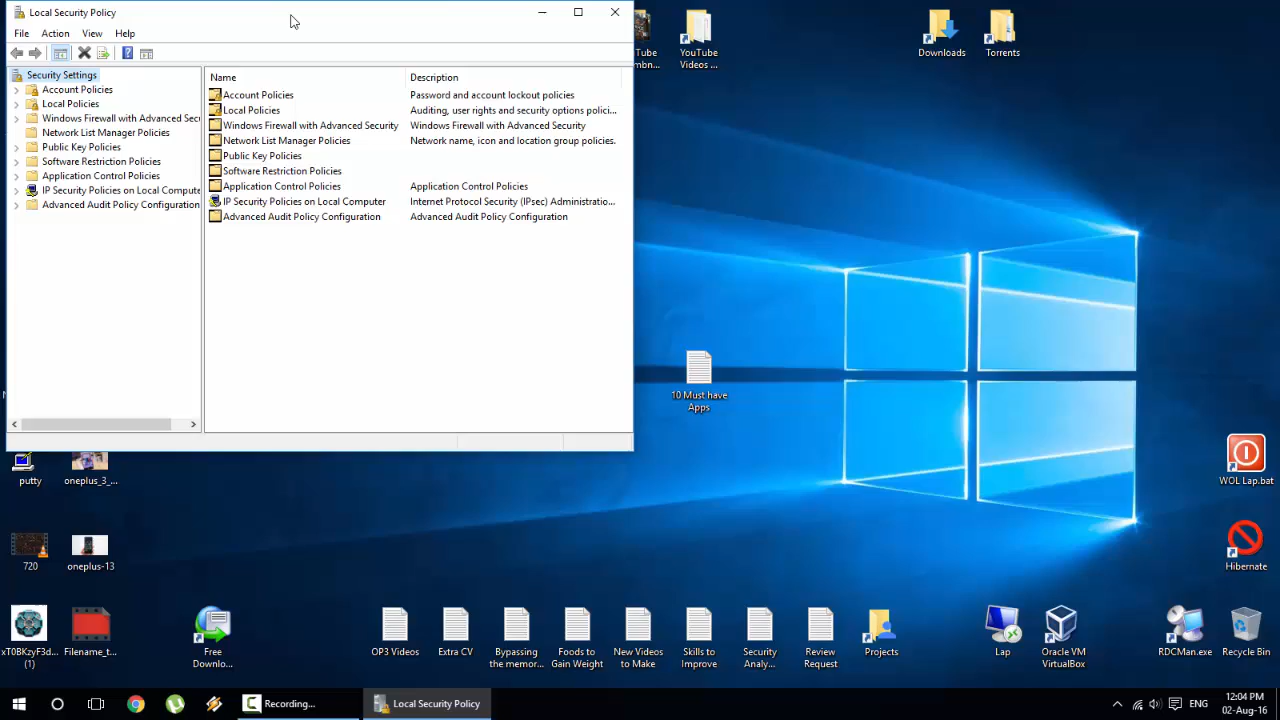 Local Security Policy
File Action View Help
Security Settings
Account Policies
Local Policies
Windows Firewall with Advanced Sec
Network List Manager Policies
Public Key Policies
Software Restriction Policies
Application Control Policies
IP Security Policies on Local Compute
Advanced Audit Policy Configuration
Name Description
Account Policies Password and account lockout policies
Local Policies Auditing, user rights and security options polici...
Windows Firewall with Advanced Security Windows Firewall with Advanced Security
Network List Manager Policies Network name, icon and location group policies.
Public Key Policies
Software Restriction Policies
Application Control Policies Application Control Policies
IP Security Policies on Local Computer Internet Protocol Security (IPsec) Administratio...
Advanced Audit Policy Configuration Advanced Audit Policy Configuration
Tube
mbn...
YouTube
Videos ...
Downloads
Torrents
10 Must have
Apps
putty
oneplus_3_...
WOL Lap.bat
720
oneplus-13
Hibernate
xT0BKzyF3d...
(1)
Filename_t...
Free
Downlo...
OP3 Videos
Extra CV
Bypassing
the memor...
Foods to
Gain Weight
New Videos
to Make
Skills to
Improve
Security
Analy...
Review
Request
Projects
Lap
Oracle VM
VirtualBox
RDCMan.exe
Recycle Bin
Recording...
Local Security Policy
ENG
12:04 PM
02-Aug-16